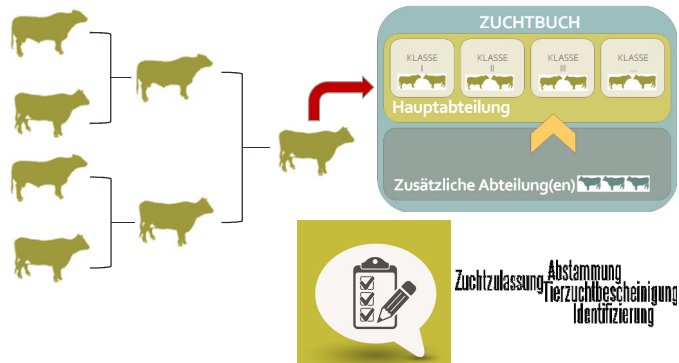 ZUCHTBUCH
KLASSE I
KLASSE II
KLASSE III
KLASSE ...
Hauptabteilung
Zusätzliche Abteilung(en)
Zuchtzulassung
Abstammung
Tierzuchtbescheinigung
Identifizierung